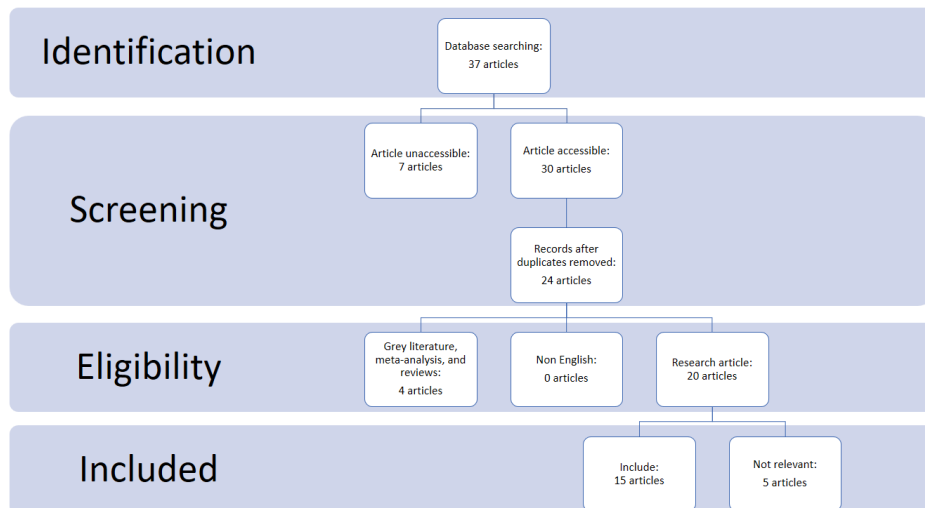 Identification
Database searching:
37 articles
Screening
Article unaccessible:
7 articles
Article accessible:
30 articles
Records after
duplicates removed:
24 articles
Eligibility
Grey literature,
meta-analysis, and
reviews:
4 articles
Non English:
0 articles
Research article:
20 articles
Included
Include:
15 articles
Not relevant:
5 articles